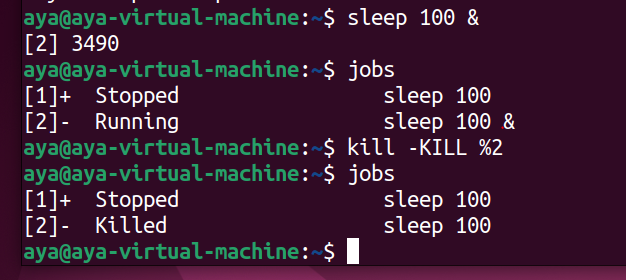 aya@aya-virtual-machine:~$ sleep 100 &
[2] 3490
aya@aya-virtual-machine:~$ jobs
[1]+  Stopped                 sleep 100
[2]-  Running                 sleep 100 &
aya@aya-virtual-machine:~$ kill -KILL %2
aya@aya-virtual-machine:~$ jobs
[1]+  Stopped                 sleep 100
[2]-  Killed                  sleep 100
aya@aya-virtual-machine:~$